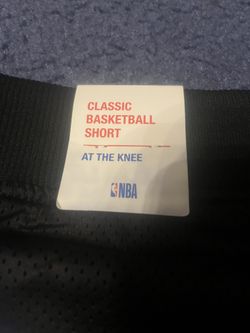 CLASSIC
BASKETBALL
SHORT
AT THE KNEE
NBA